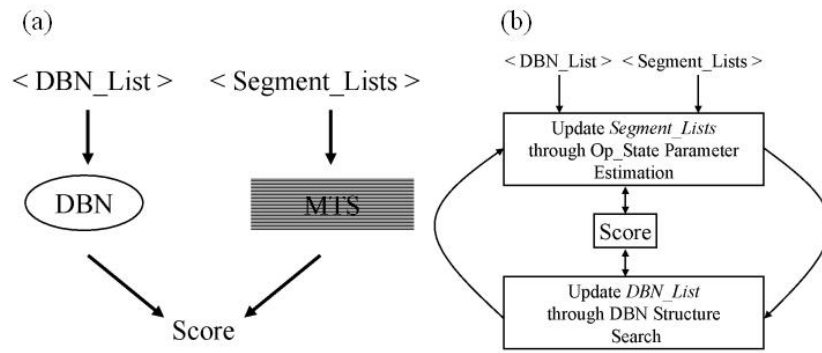 (a)
< DBN_List >
< Segment_Lists >
DBN
MTS
Score
(b)
< DBN_List >
< Segment_Lists >
Update Segment_Lists
through Op_State Parameter
Estimation
Score
Update DBN_List
through DBN Structure
Search